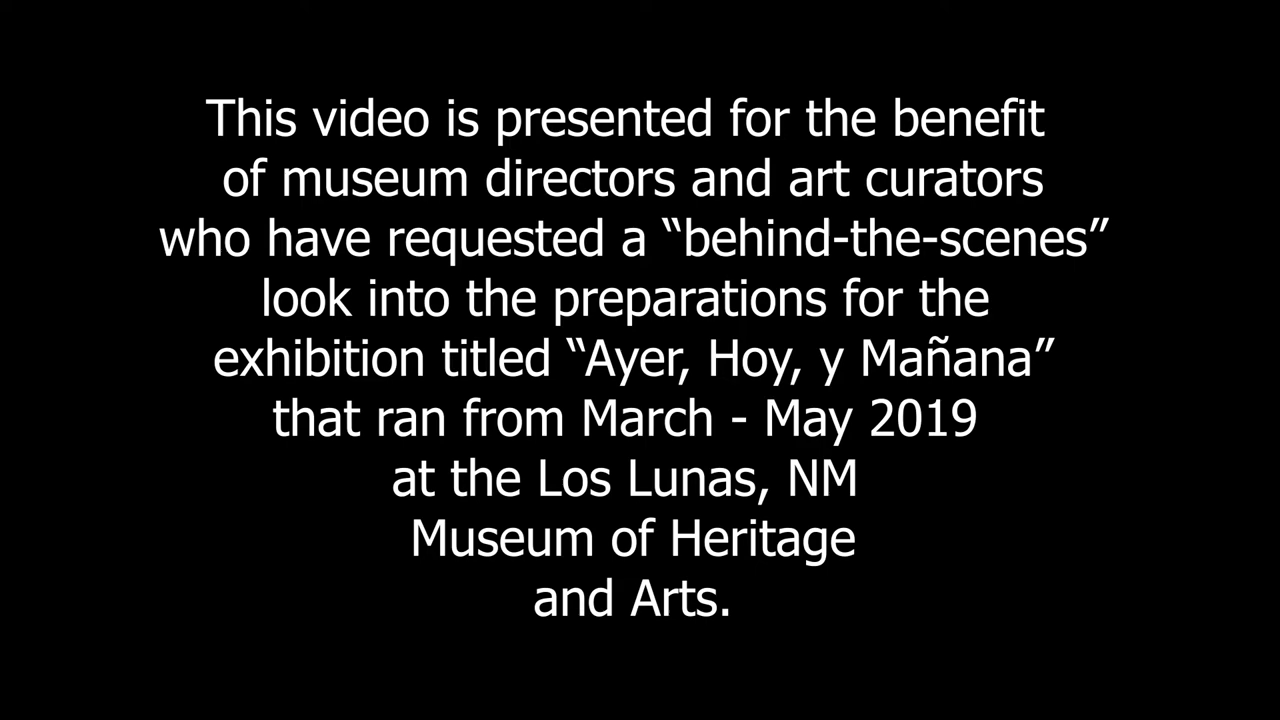 This video is presented for the benefit
of museum directors and art curators
who have requested a “behind-the-scenes”
look into the preparations for the
exhibition titled “Ayer, Hoy, y Mañana”
that ran from March - May 2019
at the Los Lunas, NM
Museum of Heritage
and Arts.